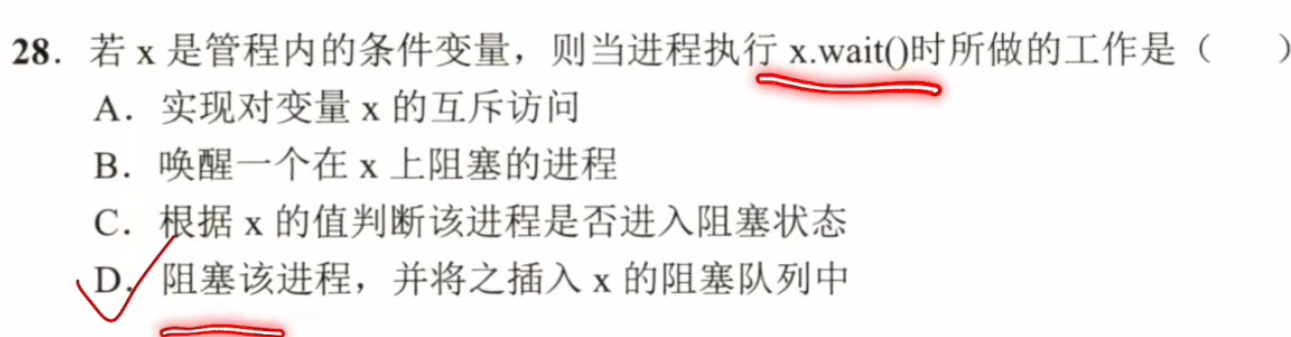 28．若 x 是管程内的条件变量，则当进程执行 x.wait()时所做的工作是（　　）
A．实现对变量 x 的互斥访问
B．唤醒一个在 x 上阻塞的进程
C．根据 x 的值判断该进程是否进入阻塞状态
D．阻塞该进程，并将之插入 x 的阻塞队列中